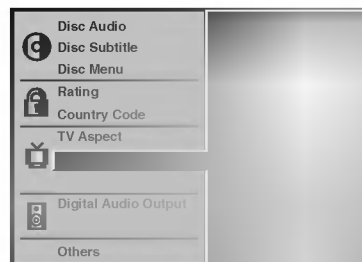 Disc Audio
Disc Subtitle
Disc Menu
Rating
Country Code
TV Aspect
Digital Audio Output
Others